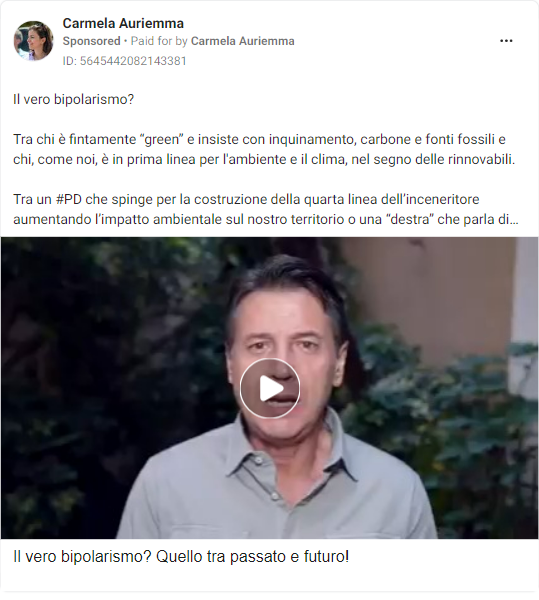 Carmela Auriemma
Sponsored • Paid for by Carmela Auriemma
ID: 5645442082143381
Il vero bipolarismo?
Tra chi è fintamente “green” e insiste con inquinamento, carbone e fonti fossili e
chi, come noi, è in prima linea per l'ambiente e il clima, nel segno delle rinnovabili.
Tra un #PD che spinge per la costruzione della quarta linea dell’inceneritore
aumentando l’impatto ambientale sul nostro territorio o una “destra” che parla di...
Il vero bipolarismo? Quello tra passato e futuro!